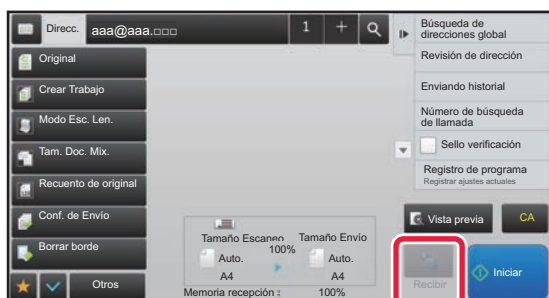 Direcc.
aaa@aaa.□□□
1
+
Original
Crear Trabajo
Modo Esc. Len.
Tam. Doc. Mix.
Recuento de original
Conf. de Envío
Borrar borde
Otros
Tamaño Escaneo
100%
Tamaño Envío
Auto.
A4
Auto.
A4
Memoria recepción :
100%
Búsqueda de
direcciones global
Revisión de dirección
Enviando historial
Número de búsqueda
de llamada
Sello verificación
Registro de programa
Registrar ajustes actuales
Vista previa
CA
Recibir
Iniciar